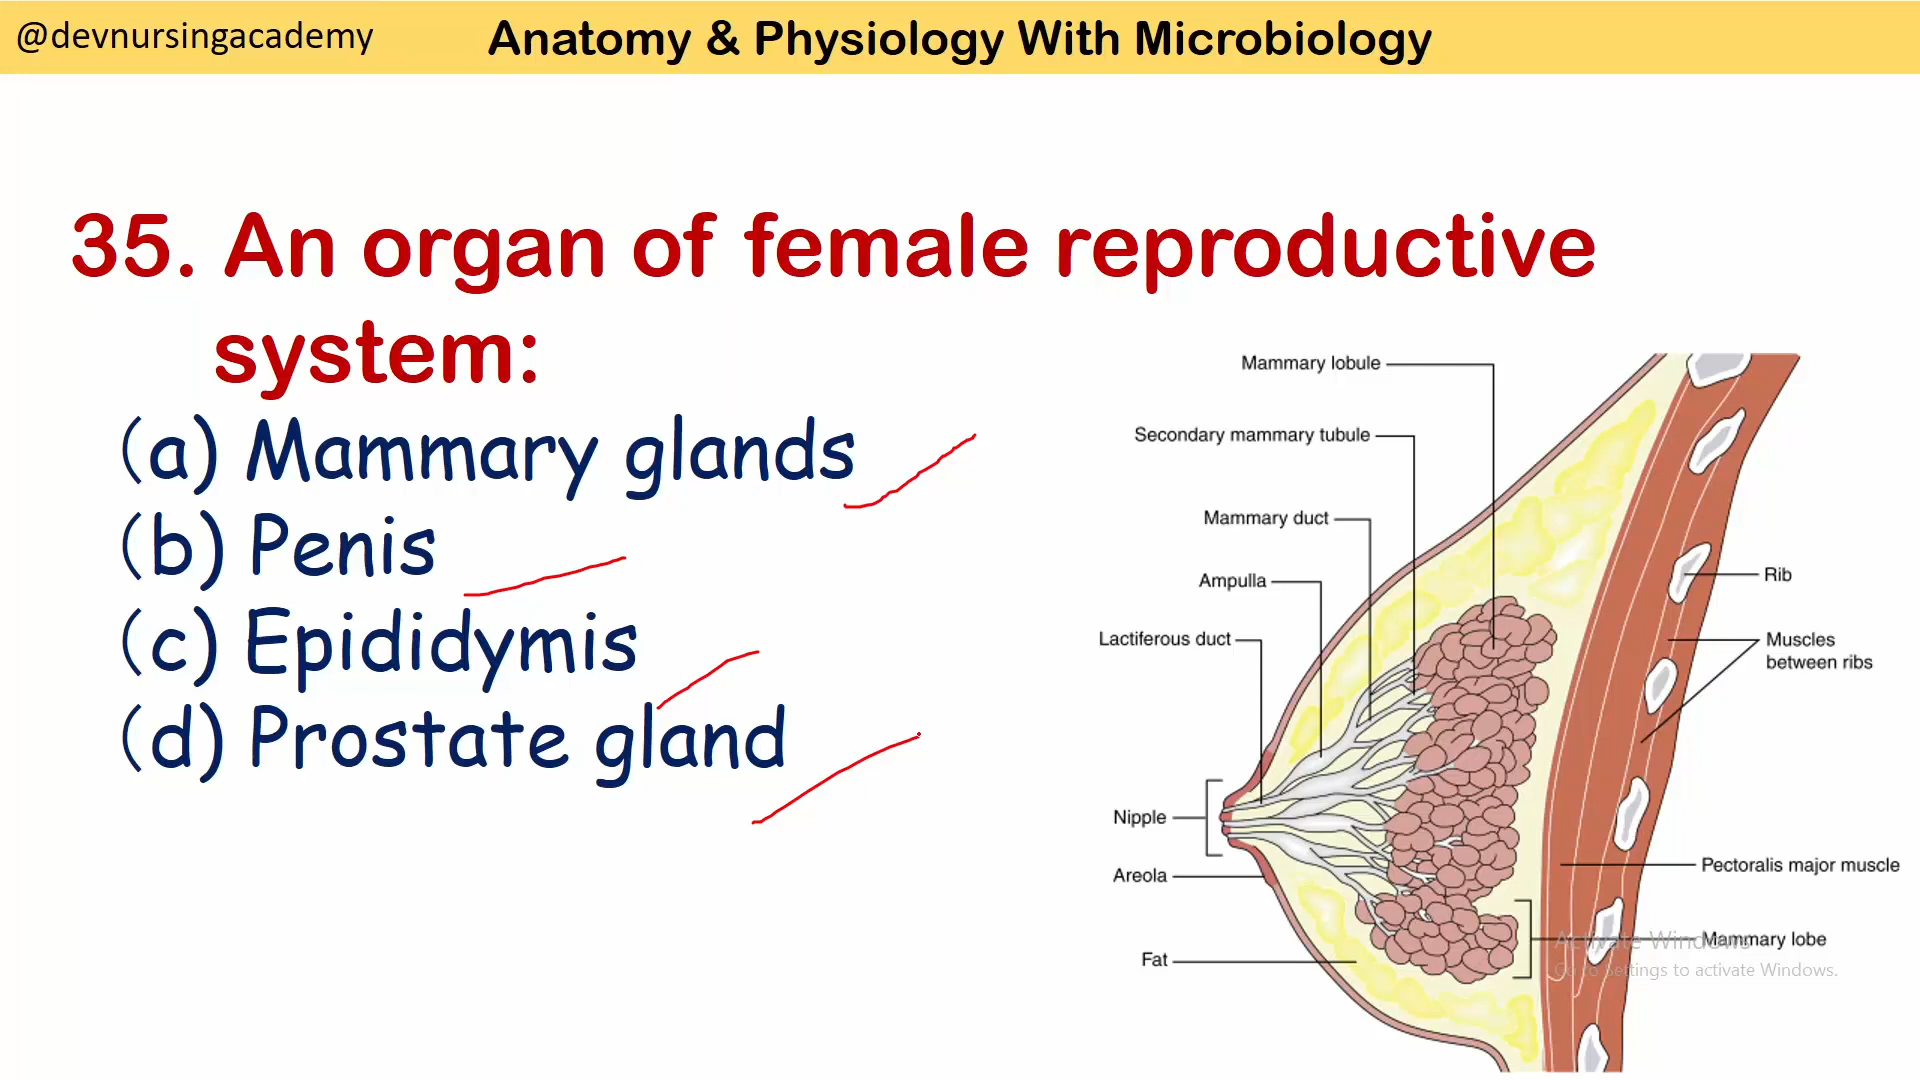 @devnursingacademy
Anatomy & Physiology With Microbiology
35. An organ of female reproductive
system:
(a) Mammary glands
(b) Penis
(c) Epididymis
(d) Prostate gland
Mammary lobule
Secondary mammary tubule
Mammary duct
Ampulla
Lactiferous duct
Nipple
Areola
Fat
Rib
Muscles
between ribs
Pectoralis major muscle
Mammary lobe
Activate Windows
Go to Settings to activate Windows.